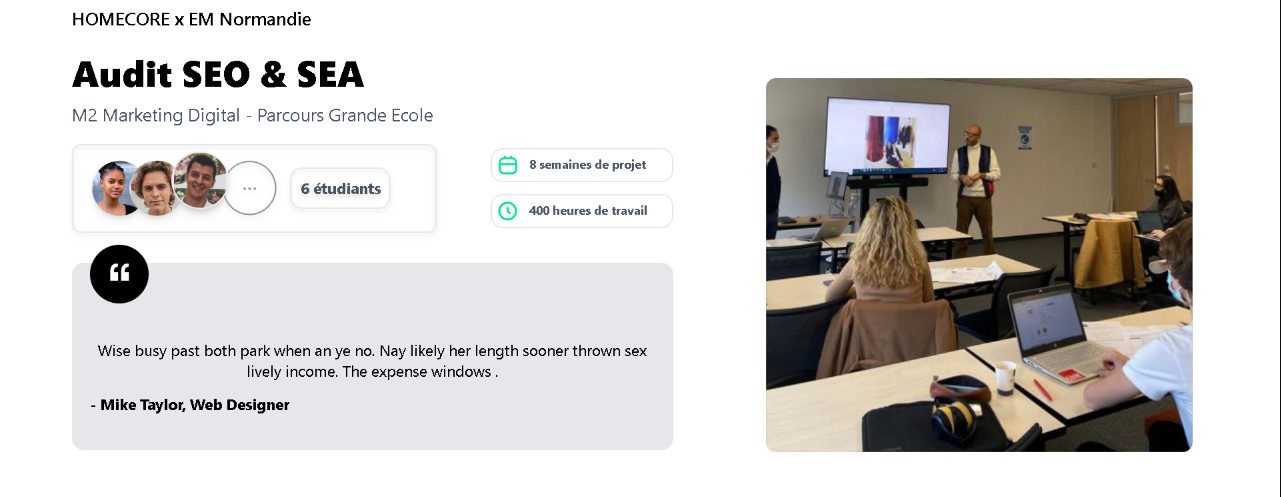 HOMECORE x EM Normandie
Audit SEO & SEA
M2 Marketing Digital - Parcours Grande Ecole
6 étudiants
8 semaines de projet
400 heures de travail
Wise busy past both park when an ye no. Nay likely her length sooner thrown sex
lively income. The expense windows .
- Mike Taylor, Web Designer